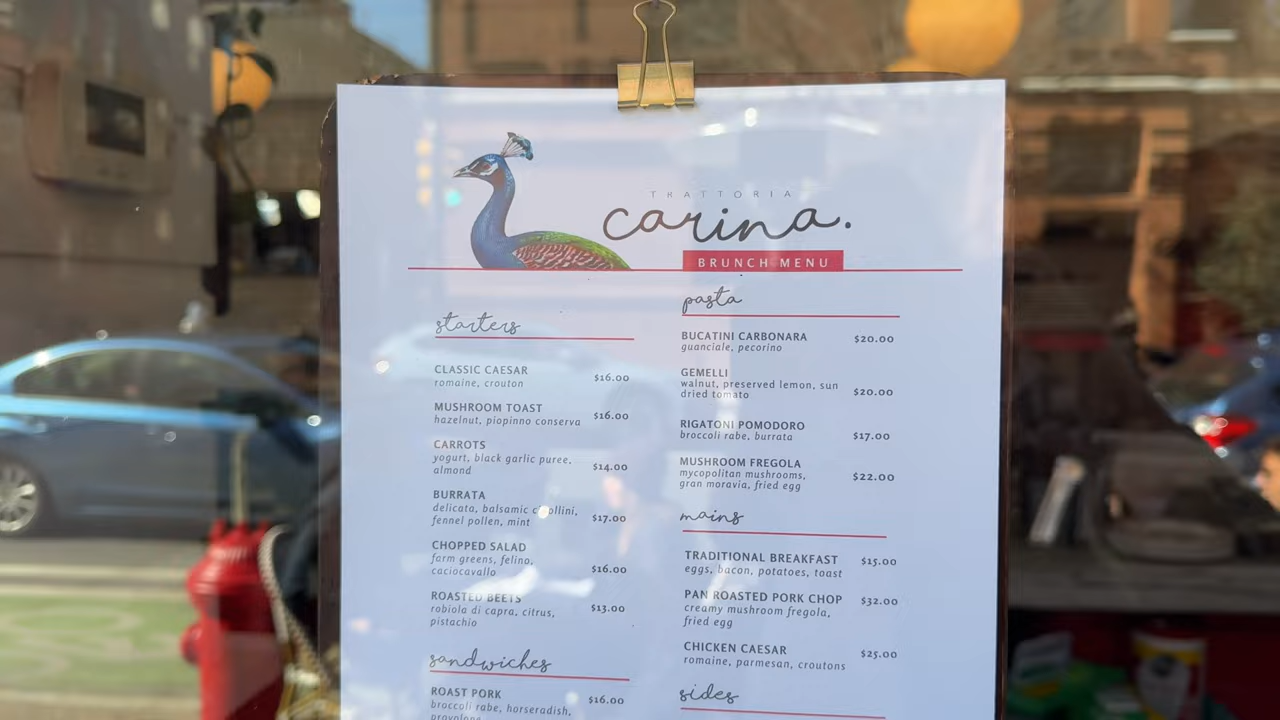 TRATTORIA
carina.
BRUNCH MENU
starters
CLASSIC CAESAR $16.00
romaine, crouton
MUSHROOM TOAST $16.00
hazelnut, piopinno conserva
CARROTS
yogurt, black garlic puree, $14.00
almond
BURRATA
delicata, balsamic $17.00
fennel pollen, mint
CHOPPED SALAD
farm greens, felino, $16.00
caciocavallo
ROASTED BEETS $13.00
robiola di capra, citrus,
pistachio
sandwiches
ROAST PORK $16.00
broccoli rabe, horseradish,
provolone
pasta
BUCATINI CARBONARA $20.00
guanciale, pecorino
GEMELLI
walnut, preserved lemon, sun $20.00
dried tomato
RIGATONI POMODORO $17.00
broccoli rabe, burrata
MUSHROOM FREGOLA $22.00
mycopolitan mushrooms,
gran moravia, fried egg
mains
TRADITIONAL BREAKFAST $15.00
eggs, bacon, potatoes, toast
PAN ROASTED PORK CHOP $32.00
creamy mushroom fregola,
fried egg
CHICKEN CAESAR $25.00
romaine, parmesan, croutons
sides